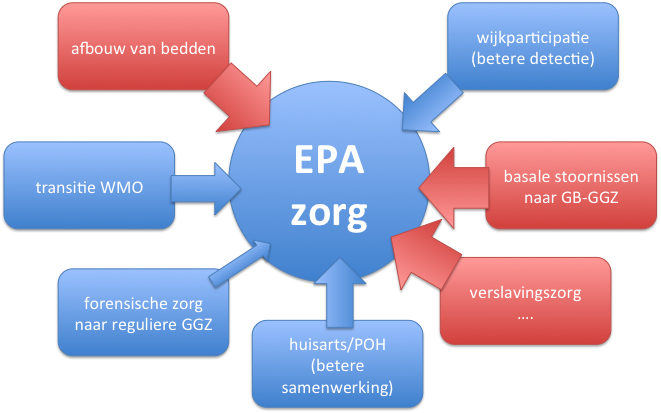 afbouw van bedden
wijkparticipatie
(betere detectie)
EPA
zorg
transitie WMO
basale stoornissen
naar GB-GGZ
forensische zorg
naar reguliere GGZ
verslavingszorg
....
huisarts/POH
(betere
samenwerking)